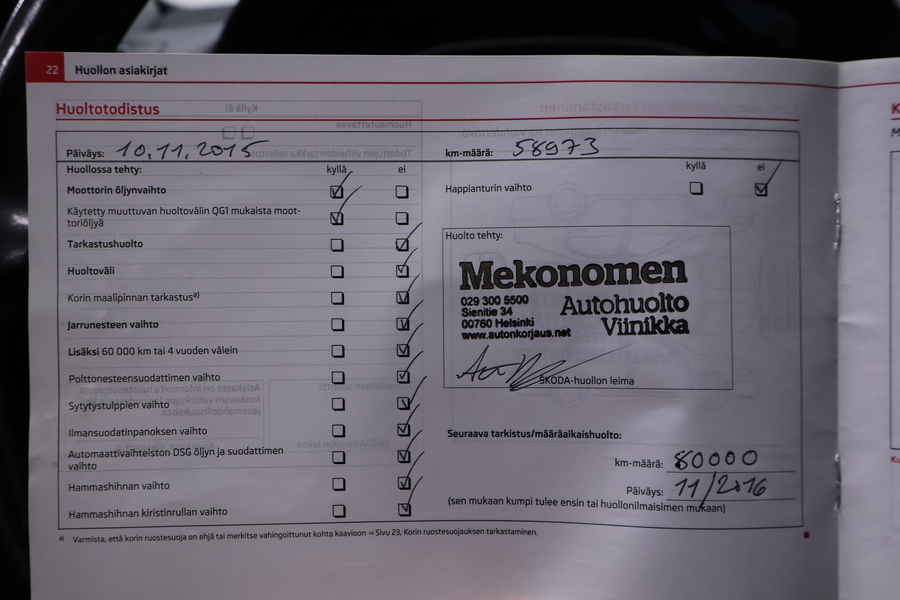 22 Huollon asiakirjat
Huoltotodistus
Päiväys: 10.11.2015
km-määrä: 58973
Huollossa tehty: kyllä ei
kyllä ei
Moottorin öljynvaihto
Happianturin vaihto
Käytetty muuttuvan huoltovälin QG1 mukaista moot-
toriöljyä
Tarkastushuolto
Huoltoväli
Korin maalipinnan tarkastus a)
Jarrunesteen vaihto
Lisäksi 60 000 km tai 4 vuoden välein
Polttonesteensuodattimen vaihto
Sytytystulppien vaihto
Ilmansuodatinpanoksen vaihto
Automaattivaihteiston DSG öljyn ja suodattimen
vaihto
Hammashihnan vaihto
Hammashihnan kiristinrullan vaihto
Huolto tehty:
Mekonomen
029 300 5500
Sienitie 34
00760 Helsinki
www.autonkorjaus.net
Autohuolto
Viinikka
ŠKODA-huollon leima
Seuraava tarkistus/määräaikaishuolto:
km-määrä: 80000
Päiväys: 11/2016
(sen mukaan kumpi tulee ensin tai huollonilmaisimen mukaan)
a) Varmista, että korin ruostesuoja on ehjä tai merkitse vahingoittunut kohta kaavioon ⇒ Sivu 23, Korin ruostesuojauksen tarkastaminen.